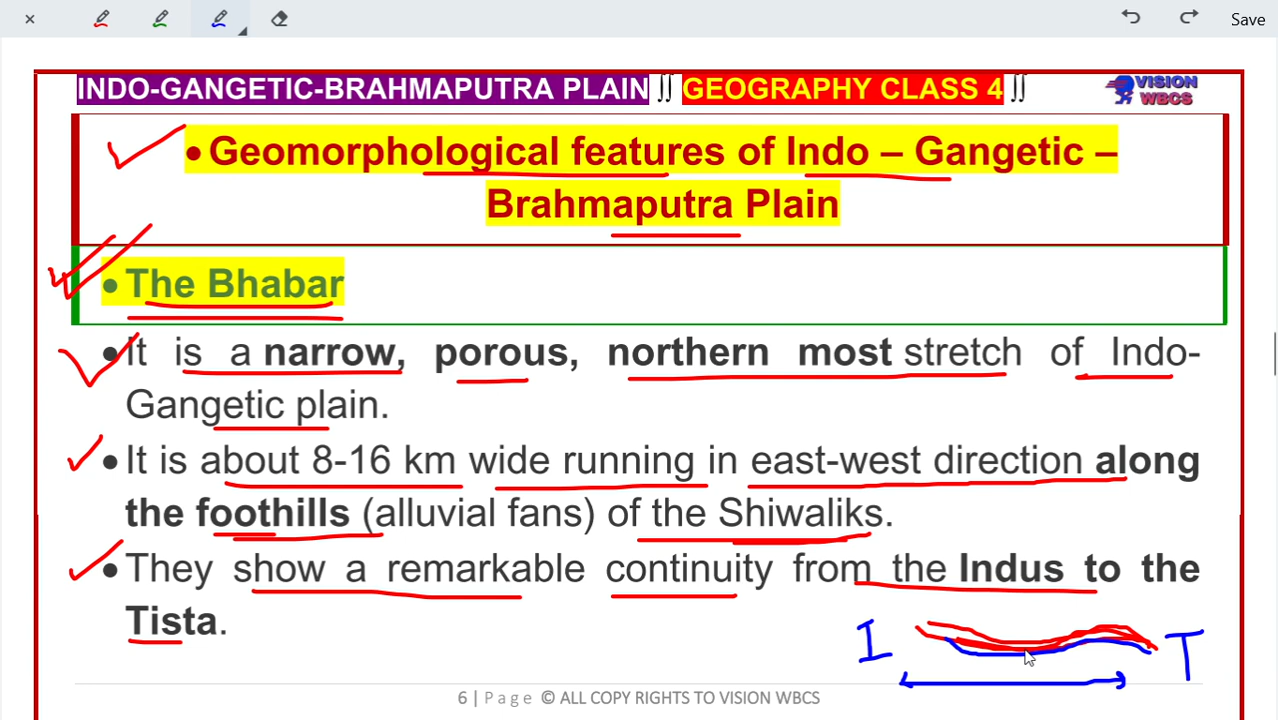 Save
INDO-GANGETIC-BRAHMAPUTRA PLAIN || GEOGRAPHY CLASS 4 ||
VISION
WBCS
• Geomorphological features of Indo – Gangetic –
Brahmaputra Plain
• The Bhabar
• It is a narrow, porous, northern most stretch of Indo-
Gangetic plain.
• It is about 8-16 km wide running in east-west direction along
the foothills (alluvial fans) of the Shiwaliks.
• They show a remarkable continuity from the Indus to the
Tista.
I T
6 | Page © ALL COPY RIGHTS TO VISION WBCS